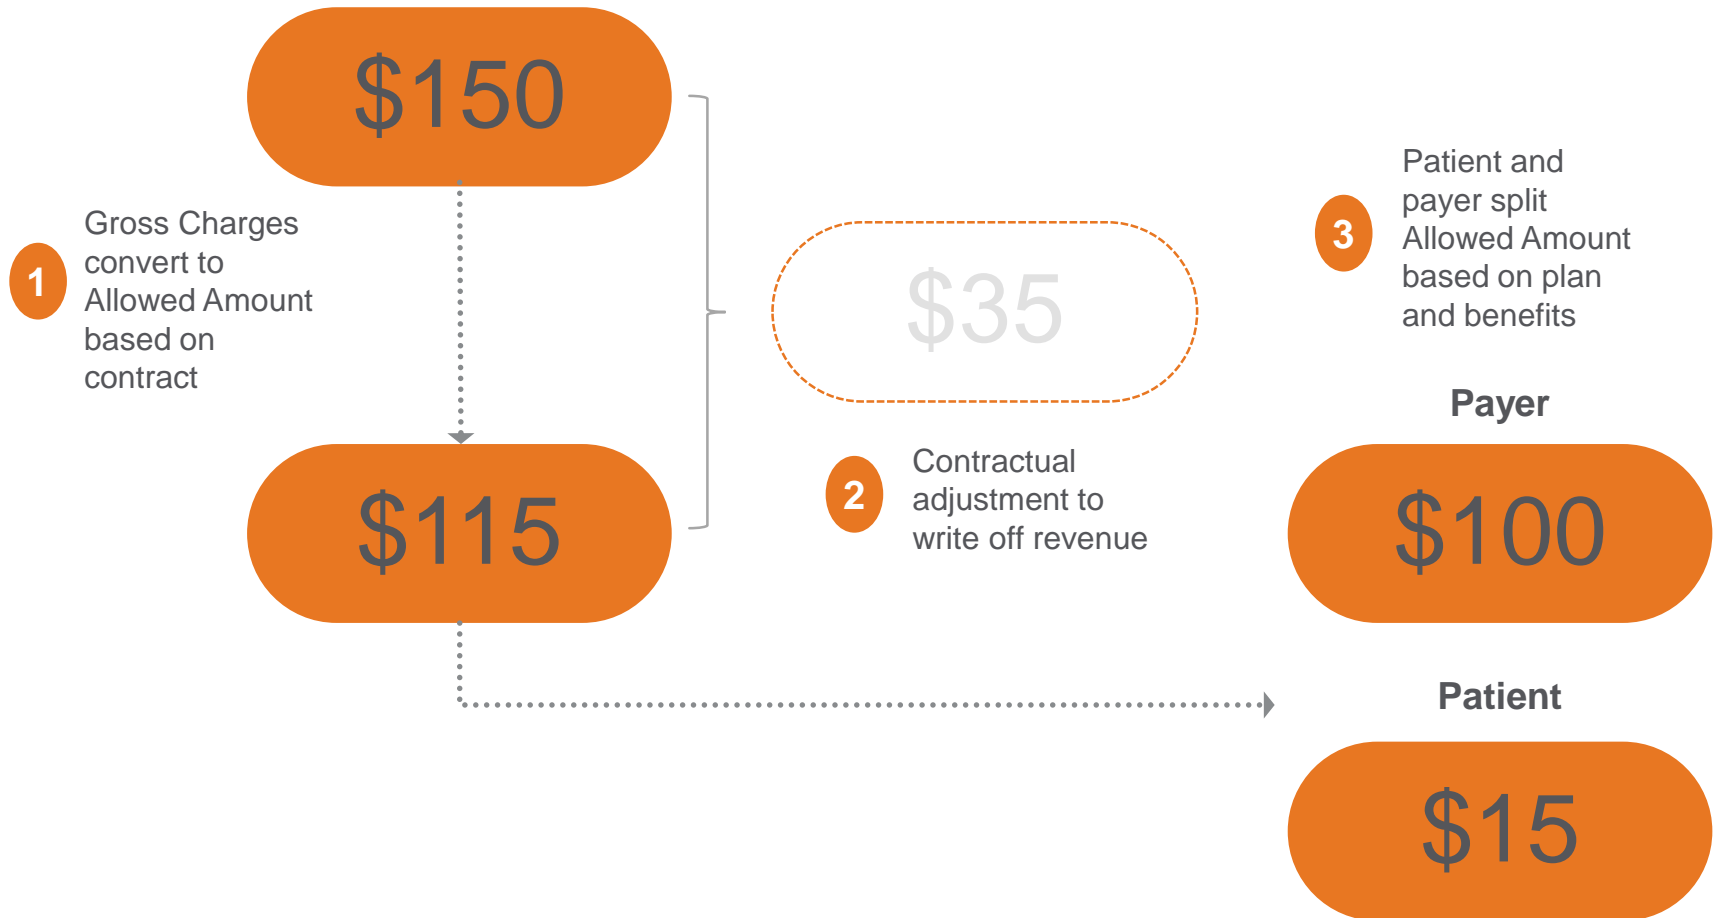 $150
1
Gross Charges
convert to
Allowed Amount
based on
contract
$115
$35
2
Contractual
adjustment to
write off revenue
3
Patient and
payer split
Allowed Amount
based on plan
and benefits
Payer
$100
Patient
$15